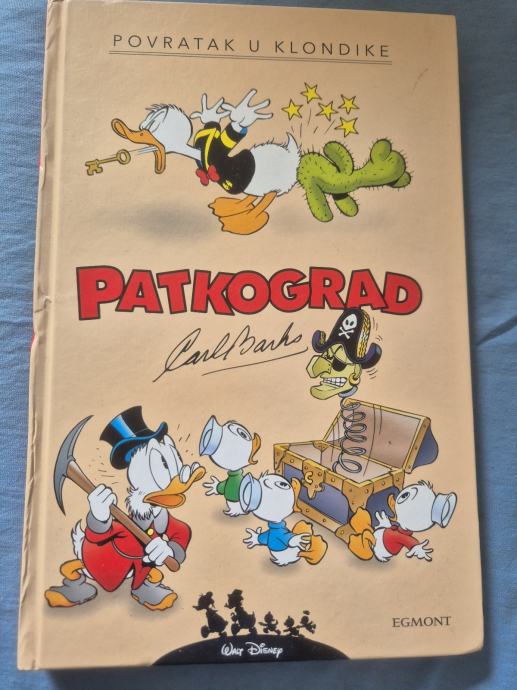 POVRATAK U KLONDIKE
PATKOGRAD
Carl Barks
EGMONT
WALT DISNEY